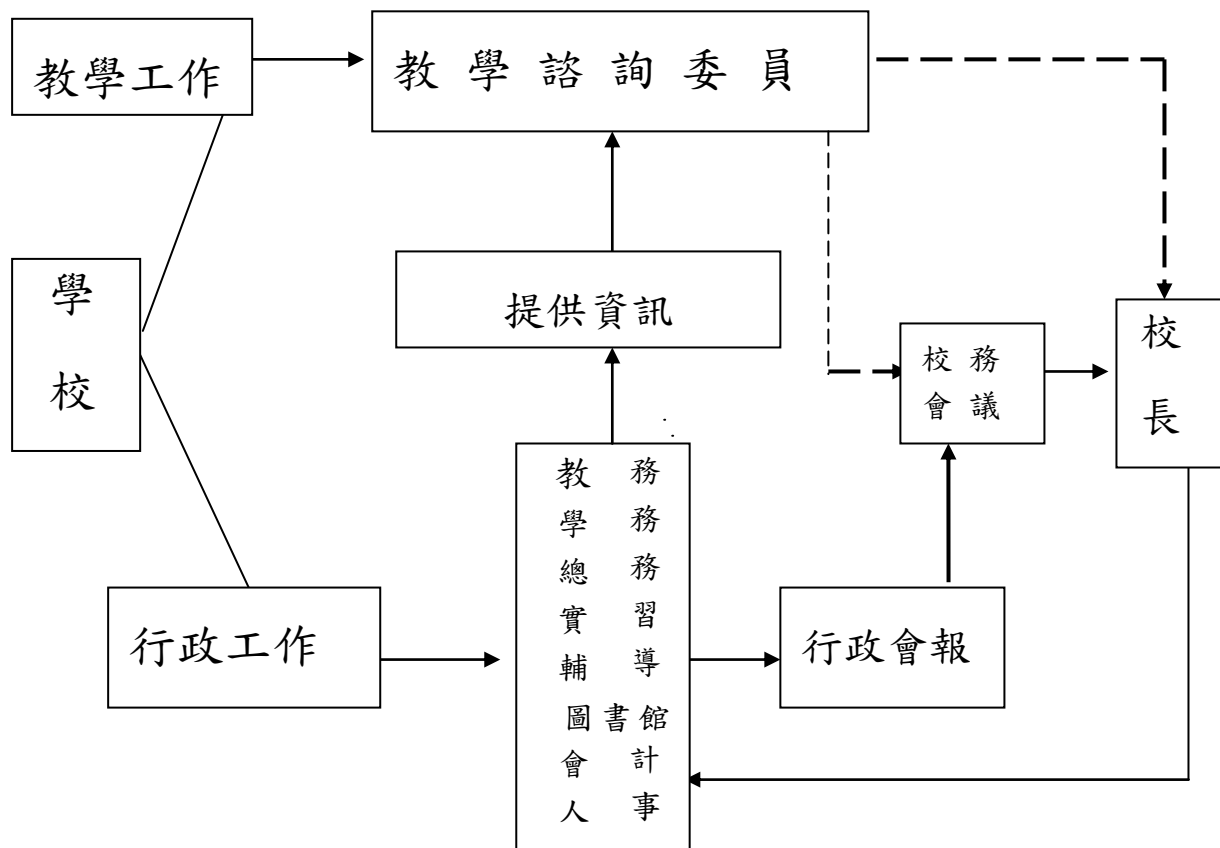 教學工作
教學諮詢委員
學校
提供資訊
校務
會議
校長
教務
學務
總務
實習
輔導
圖書館
會計
人事
行政工作
行政會報